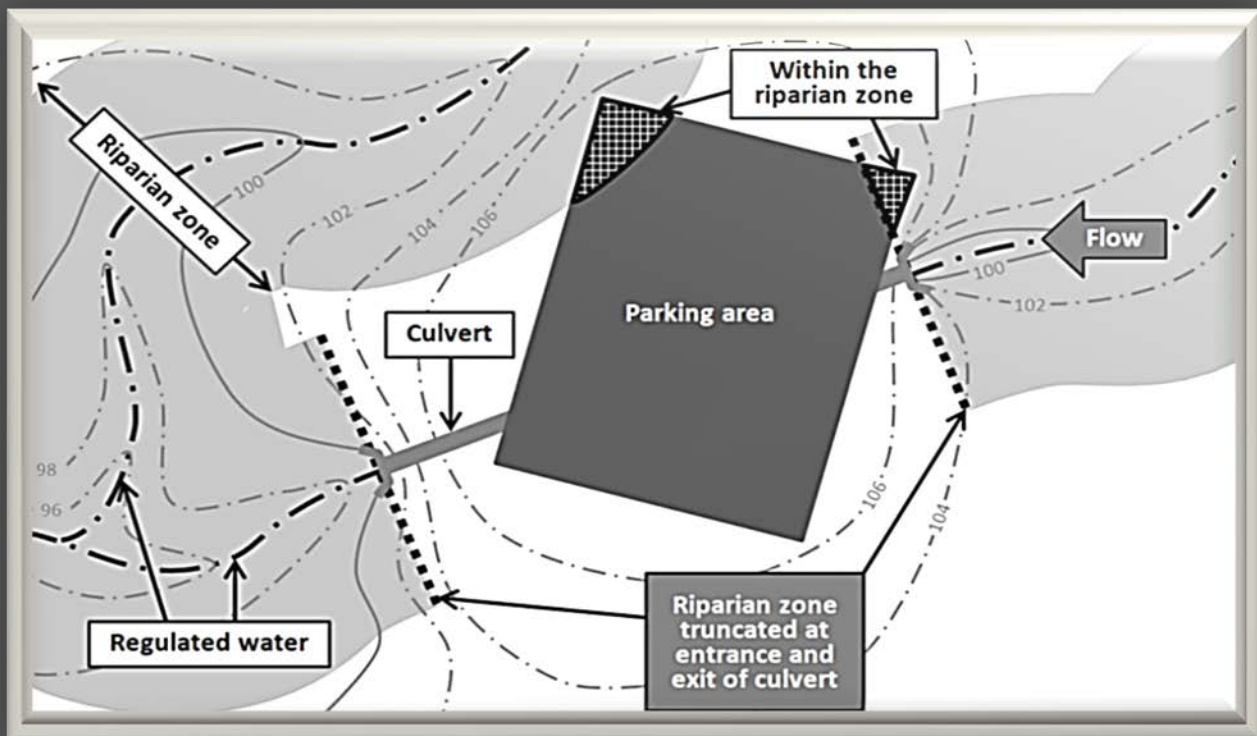 Within the
riparian zone
Riparian zone
100
102
104
106
Flow
100
102
Parking area
Culvert
98
96
106
104
Regulated water
Riparian zone
truncated at
entrance and
exit of culvert